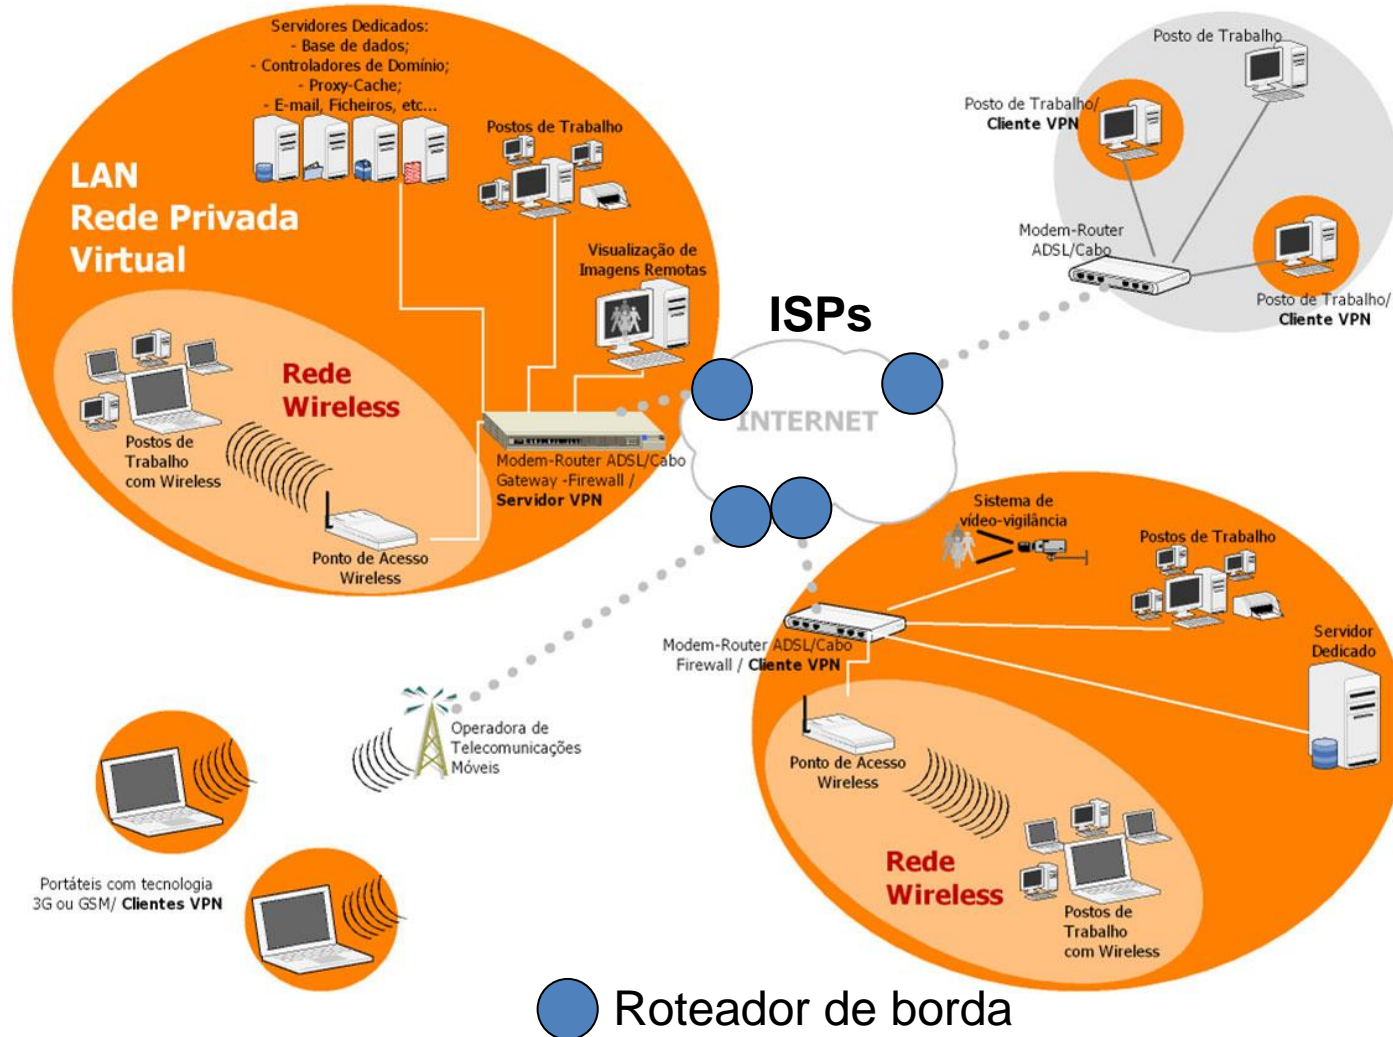 Servidores Dedicados:
- Base de dados;
- Controladores de Domínio;
- Proxy-Cache;
- E-mail, Ficheiros, etc...
Postos de Trabalho
LAN
Rede Privada
Virtual
Visualização de
Imagens Remotas
Rede
Wireless
Postos de
Trabalho
com Wireless
Modem-Router ADSL/Cabo
Gateway -Firewall /
Servidor VPN
Ponto de Acesso
Wireless
ISPs
INTERNET
Posto de Trabalho
Posto de Trabalho/
Cliente VPN
Modem-Router
ADSL/Cabo
Posto de Trabalho/
Cliente VPN
Sistema de
vídeo-vigilância
Postos de Trabalho
Modem-Router ADSL/Cabo
Firewall / Cliente VPN
Servidor
Dedicado
Ponto de Acesso
Wireless
Rede
Wireless
Postos de
Trabalho
com Wireless
Operadora de
Telecomunicações
Móveis
Portáteis com tecnologia
3G ou GSM/ Clientes VPN
Roteador de borda